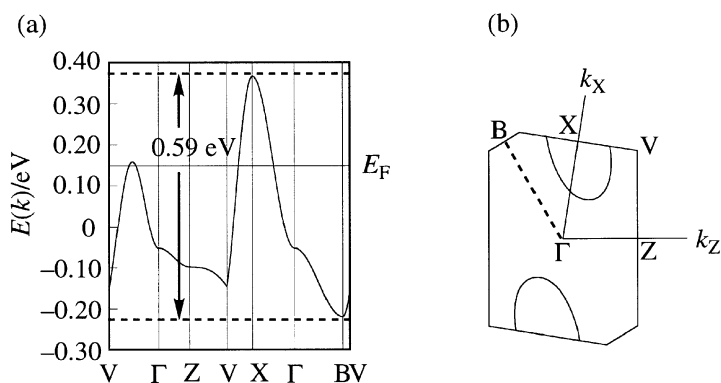 (a)
0.40
0.30
0.20
0.10
0
−0.10
−0.20
−0.30
E(k)/eV
0.59 eV
E_F
V Γ Z V X Γ BV
(b)
k_X
B X V
Γ Z k_Z